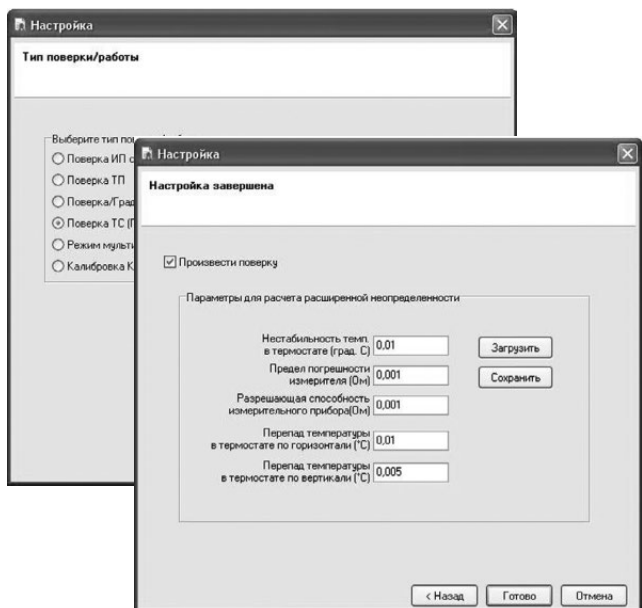 Настройка
Тип поверки/работы
Выберите тип
Поверка ИП
Поверка ТП
Поверка/Град
Поверка ТС
Режим мульти
Калибровка К
Настройка
Настройка завершена
Произвести поверку
Параметры для расчета расширенной неопределенности
Нестабильность темп.
в термостате (град. С) 0,01
Загрузить
Предел погрешности
измерителя (Ом) 0,001
Сохранить
Разрешающая способность
измерительного прибора(Ом) 0,001
Перепад температуры
в термостате по горизонтали (°C) 0,01
Перепад температуры
в термостате по вертикали (°C) 0,005
< Назад
Готово
Отмена